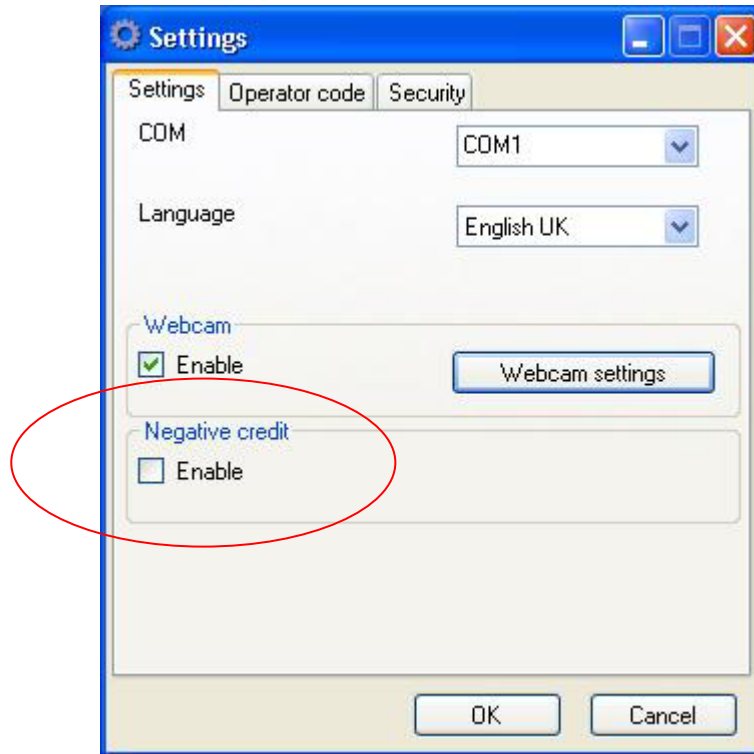 Settings
Settings Operator code Security
COM COM1
Language English UK
Webcam
Enable Webcam settings
Negative credit
Enable
OK Cancel